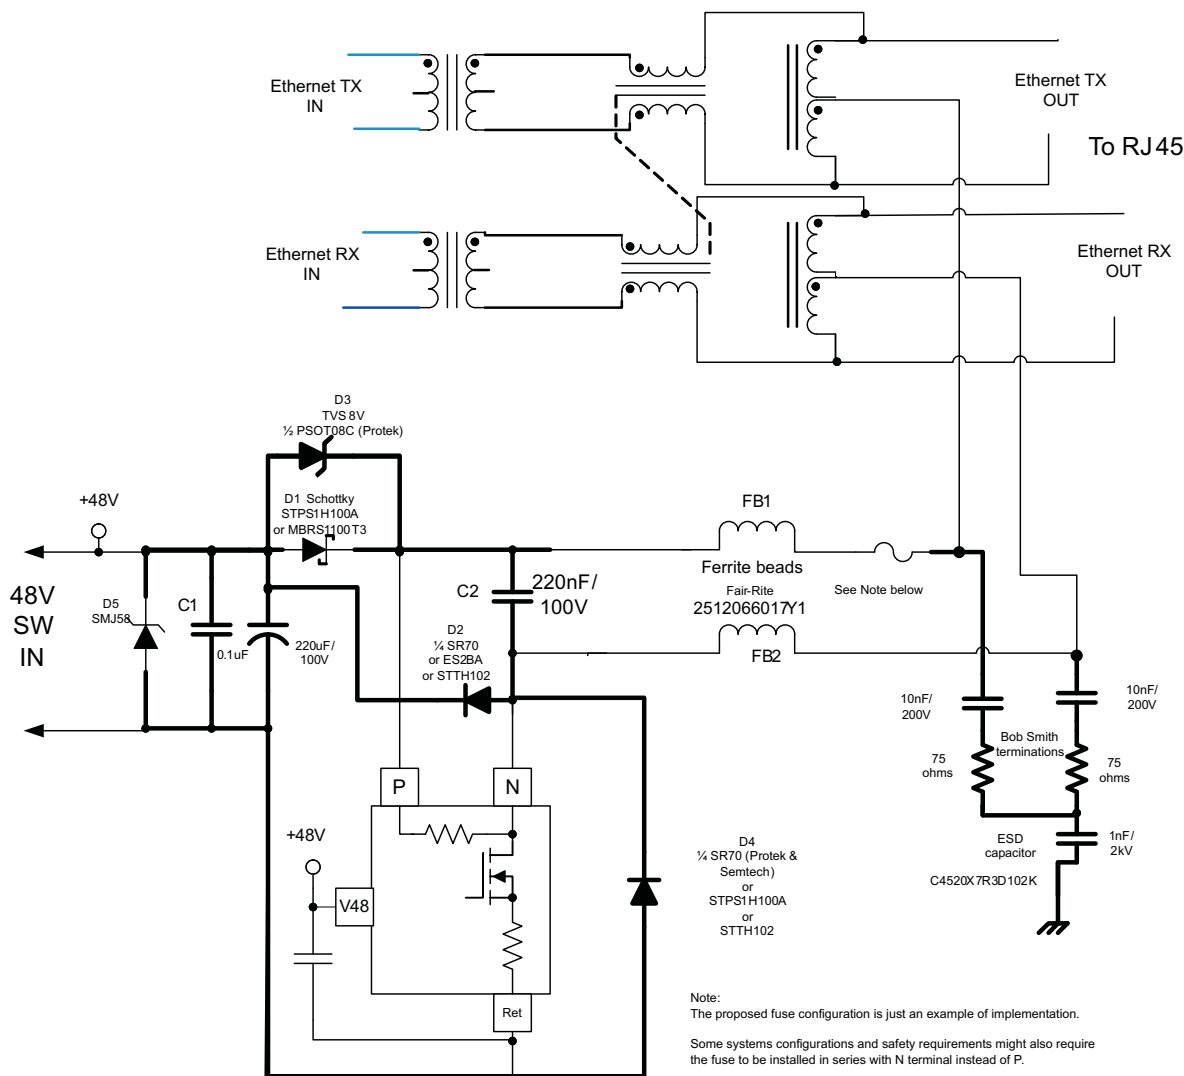 Ethernet TX
IN
Ethernet TX
OUT
To RJ45
Ethernet RX
IN
Ethernet RX
OUT
D3
TVS 8V
½ PSOT08C (Protek)
+48V
D1 Schottky
STPS1H100A
or MBRS1100T3
FB1
48V
SW
IN
D5
SMJ58
C1
0.1uF
220uF/
100V
C2
220nF/
100V
Ferrite beads
Fair-Rite
2512066017Y1
See Note below
D2
¼ SR70
or ES2BA
or STTH102
FB2
10nF/
200V
10nF/
200V
Bob Smith
terminations
75
ohms
75
ohms
P
N
+48V
V48
Ret
D4
¼ SR70 (Protek &
Semtech)
or
STPS1H100A
or
STTH102
ESD
capacitor
1nF/
2kV
C4520X7R3D102K
Note:
The proposed fuse configuration is just an example of implementation.
Some systems configurations and safety requirements might also require
the fuse to be installed in series with N terminal instead of P.